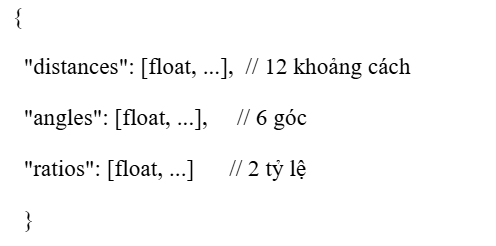 {
"distances": [float, ...],  // 12 khoảng cách
"angles": [float, ...],     // 6 góc
"ratios": [float, ...]      // 2 tỷ lệ
}